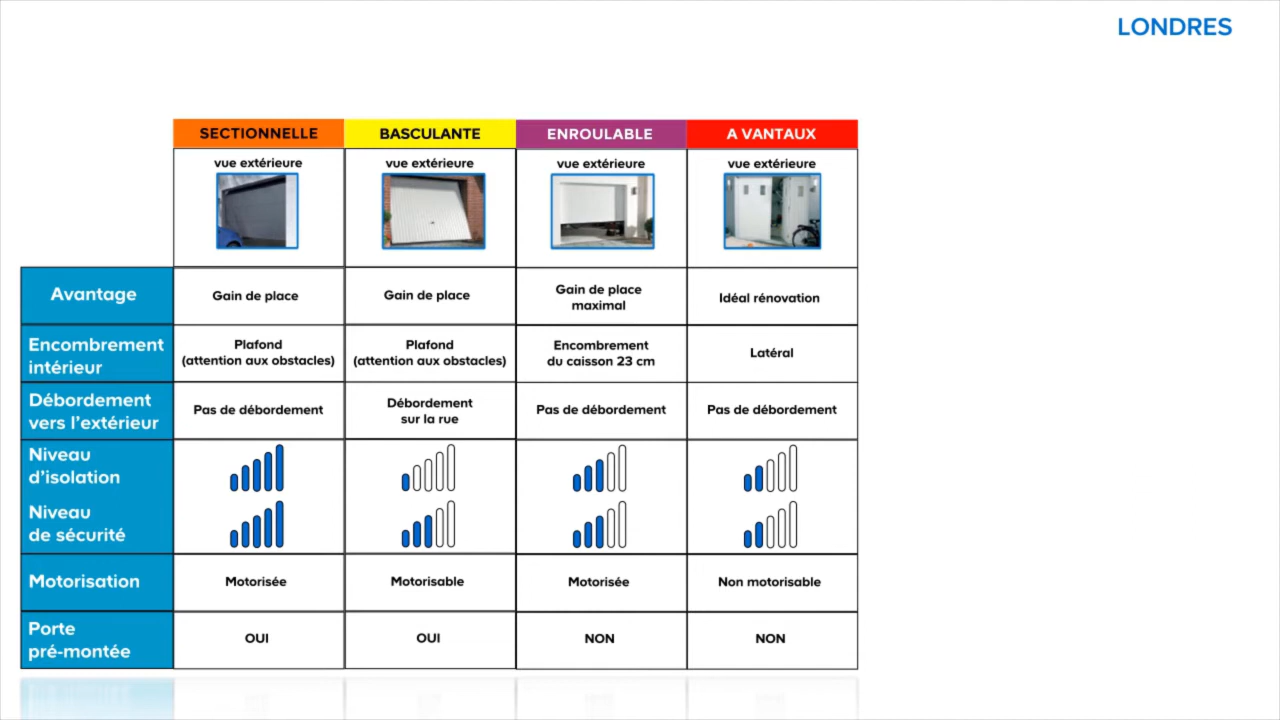 LONDRES
SECTIONNELLE
BASCULANTE
ENROULABLE
A VANTAUX
vue extérieure
vue extérieure
vue extérieure
vue extérieure
Avantage
Gain de place
Gain de place
Gain de place
maximal
Idéal rénovation
Encombrement
intérieur
Plafond
(attention aux obstacles)
Plafond
(attention aux obstacles)
Encombrement
du caisson 23 cm
Latéral
Débordement
vers l'extérieur
Pas de débordement
Débordement
sur la rue
Pas de débordement
Pas de débordement
Niveau
d'isolation
Niveau
de sécurité
Motorisation
Motorisée
Motorisable
Motorisée
Non motorisable
Porte
pré-montée
OUI
OUI
NON
NON